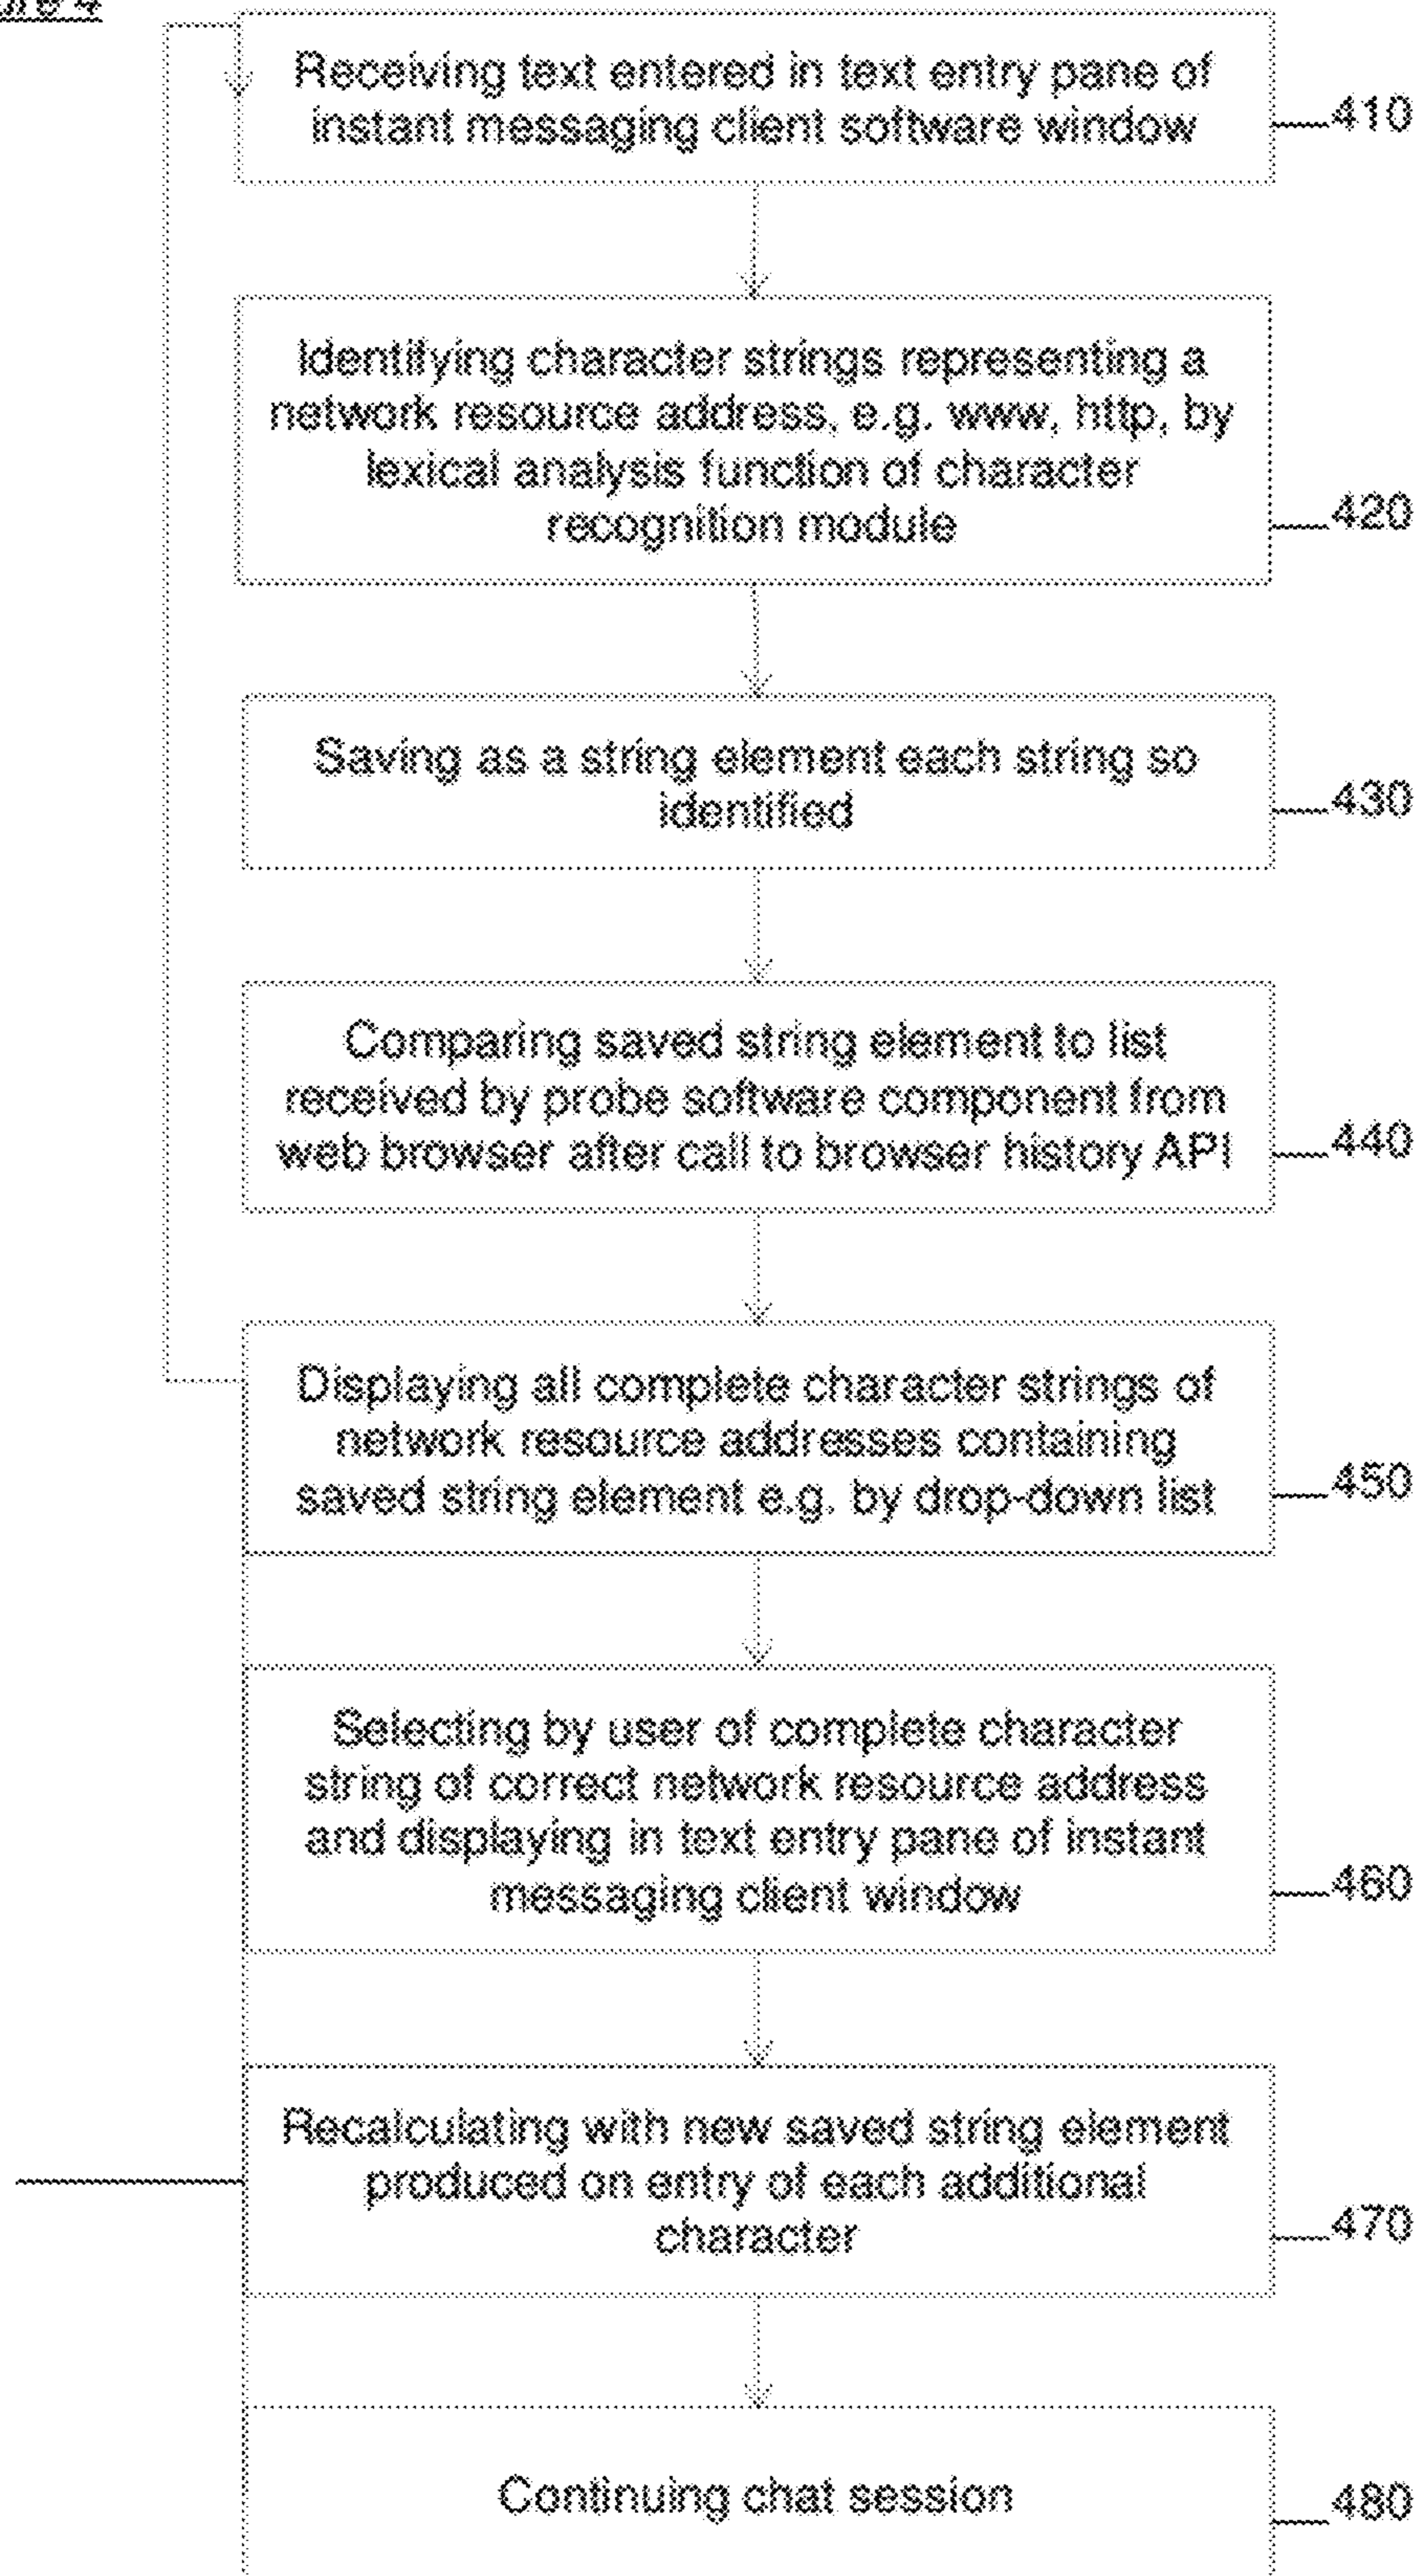 ure 4
Receiving text entered in text entry pane of
instant messaging client software window
410
Identifying character strings representing a
network resource address, e.g. www, http, by
lexical analysis function of character
recognition module
420
Saving as a string element each string so
identified
430
Comparing saved string element to list
received by probe software component from
web browser after call to browser history API
440
Displaying all complete character strings of
network resource addresses containing
saved string element e.g. by drop-down list
450
Selecting by user of complete character
string of correct network resource address
and displaying in text entry pane of instant
messaging client window
460
Recalculating with new saved string element
produced on entry of each additional
character
470
Continuing chat session
480